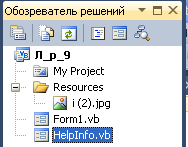 Обозреватель решений
Л_р_9
My Project
Resources
i (2).jpg
Form1.vb
HelpInfo.vb